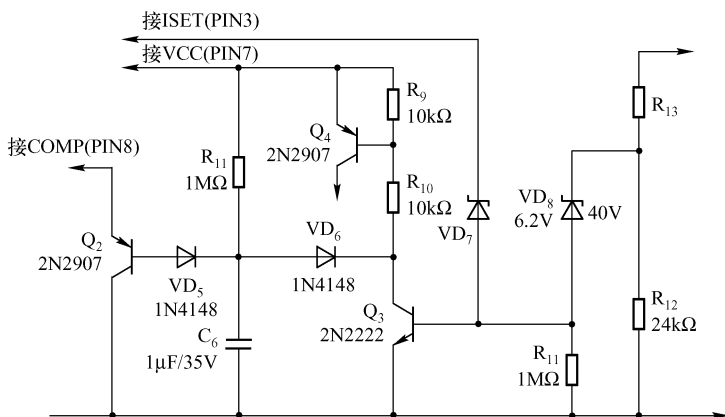 接ISET(PIN3)
接VCC(PIN7)
R₉
10kΩ
R₁₃
Q₄
2N2907
接COMP(PIN8)
R₁₁
1MΩ
R₁₀
10kΩ
VD₈
6.2V
40V
VD₇
Q₂
2N2907
VD₆
1N4148
VD₅
1N4148
Q₃
2N2222
R₁₂
24kΩ
C₆
1μF/35V
R₁₁
1MΩ